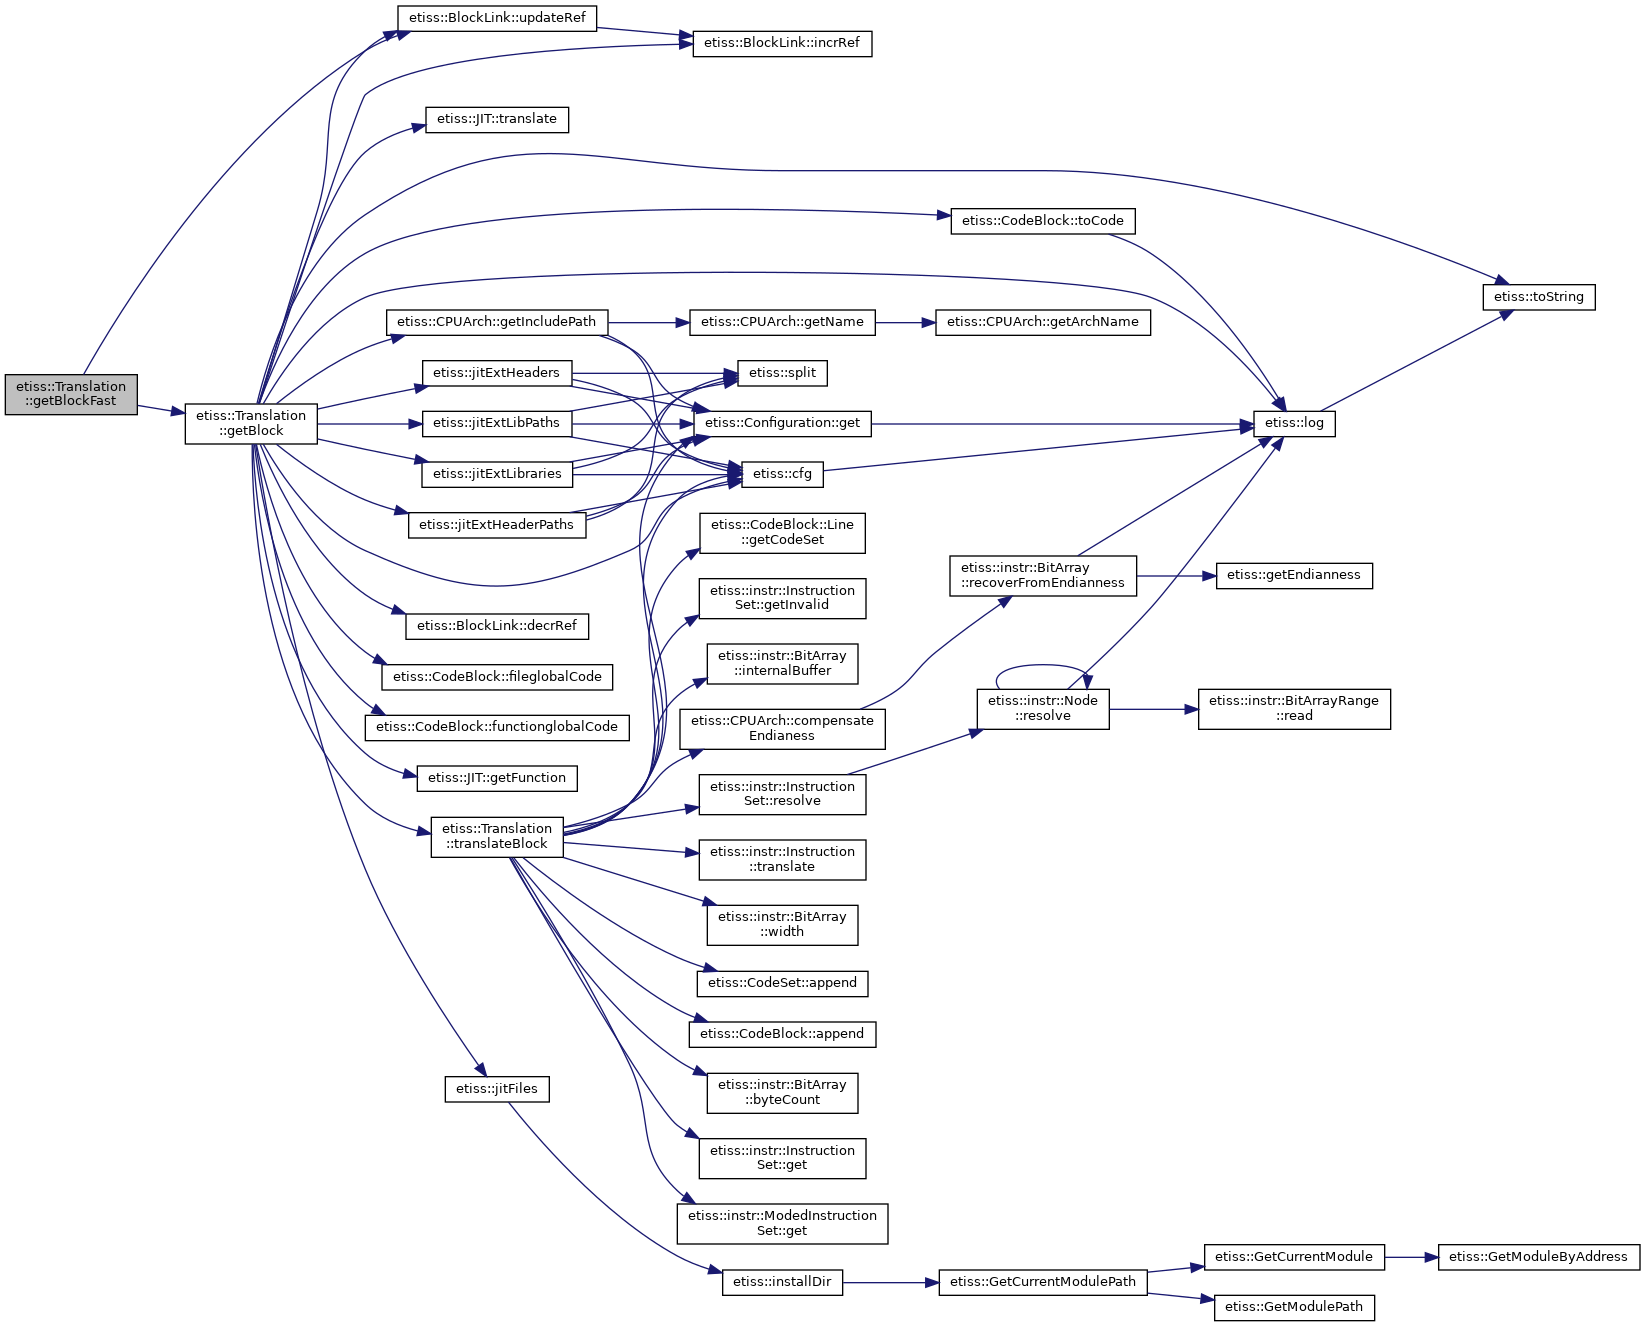 etiss::BlockLink::updateRef
etiss::BlockLink::incrRef
etiss::JIT::translate
etiss::CodeBlock::toCode
etiss::toString
etiss::CPUArch::getIncludePath
etiss::CPUArch::getName
etiss::CPUArch::getArchName
etiss::jitExtHeaders
etiss::split
etiss::Translation
::getBlockFast
etiss::Translation
::getBlock
etiss::jitExtLibPaths
etiss::Configuration::get
etiss::log
etiss::jitExtLibraries
etiss::cfg
etiss::jitExtHeaderPaths
etiss::CodeBlock::Line
::getCodeSet
etiss::instr::BitArray
::recoverFromEndianness
etiss::getEndianness
etiss::instr::Instruction
Set::getInvalid
etiss::BlockLink::decrRef
etiss::instr::BitArray
::internalBuffer
etiss::CodeBlock::fileglobalCode
etiss::instr::Node
::resolve
etiss::instr::BitArrayRange
::read
etiss::CodeBlock::functionglobalCode
etiss::CPUArch::compensate
Endianess
etiss::JIT::getFunction
etiss::instr::Instruction
Set::resolve
etiss::Translation
::translateBlock
etiss::instr::Instruction
::translate
etiss::instr::BitArray
::width
etiss::CodeSet::append
etiss::CodeBlock::append
etiss::jitFiles
etiss::instr::BitArray
::byteCount
etiss::instr::Instruction
Set::get
etiss::instr::ModedInstruction
Set::get
etiss::GetCurrentModule
etiss::GetModuleByAddress
etiss::installDir
etiss::GetCurrentModulePath
etiss::GetModulePath